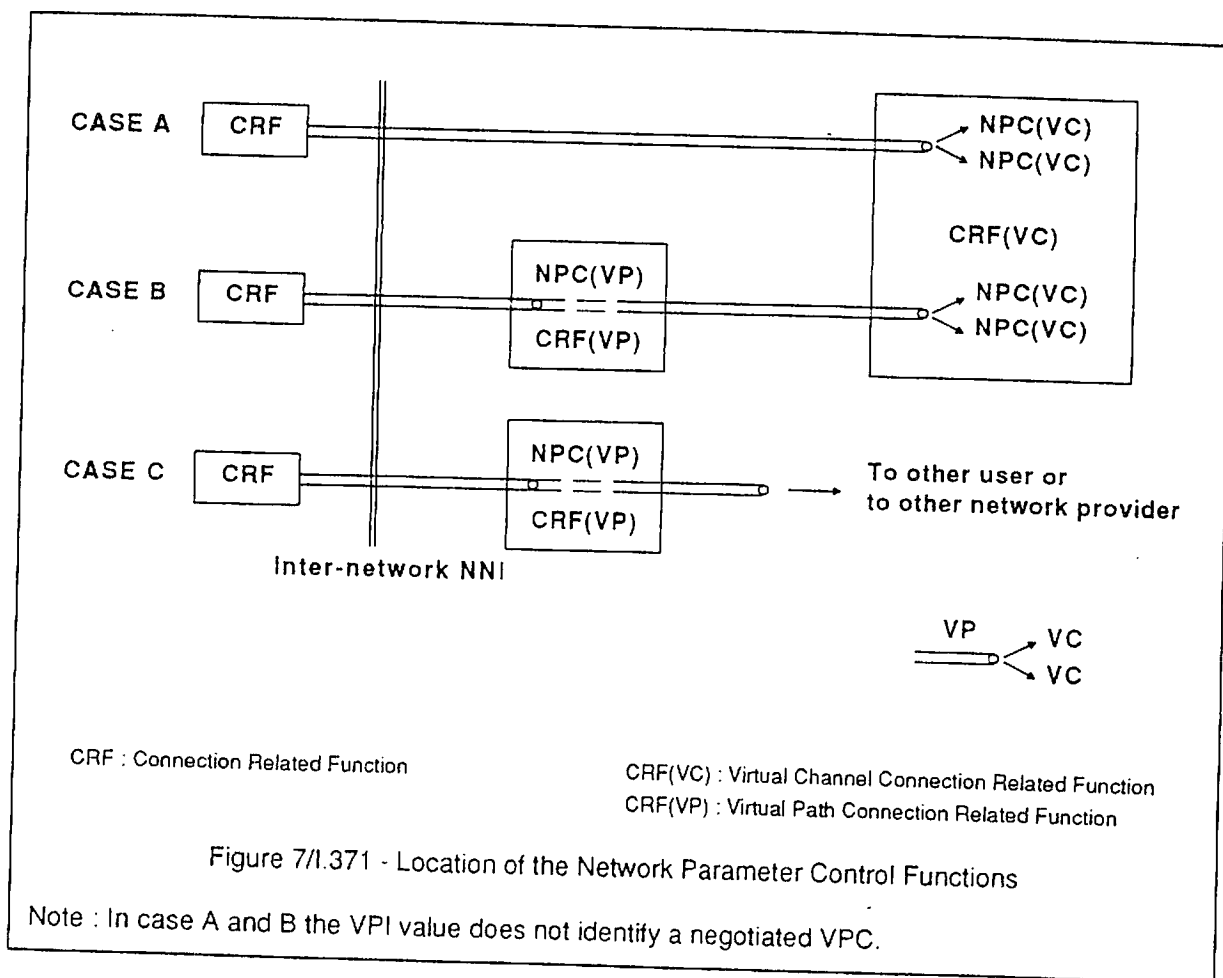 CASE A
CRF
NPC(VC)
NPC(VC)
CRF(VC)
CASE B
CRF
NPC(VP)
CRF(VP)
NPC(VC)
NPC(VC)
CASE C
CRF
NPC(VP)
CRF(VP)
To other user or
to other network provider
Inter-network NNI
VP
VC
VC
CRF : Connection Related Function
CRF(VC) : Virtual Channel Connection Related Function
CRF(VP) : Virtual Path Connection Related Function
Figure 7/I.371 - Location of the Network Parameter Control Functions
Note : In case A and B the VPI value does not identify a negotiated VPC.